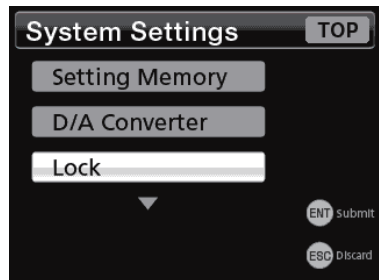 System Settings TOP
Setting Memory
D/A Converter
Lock
ENT Submit
ESC Discard